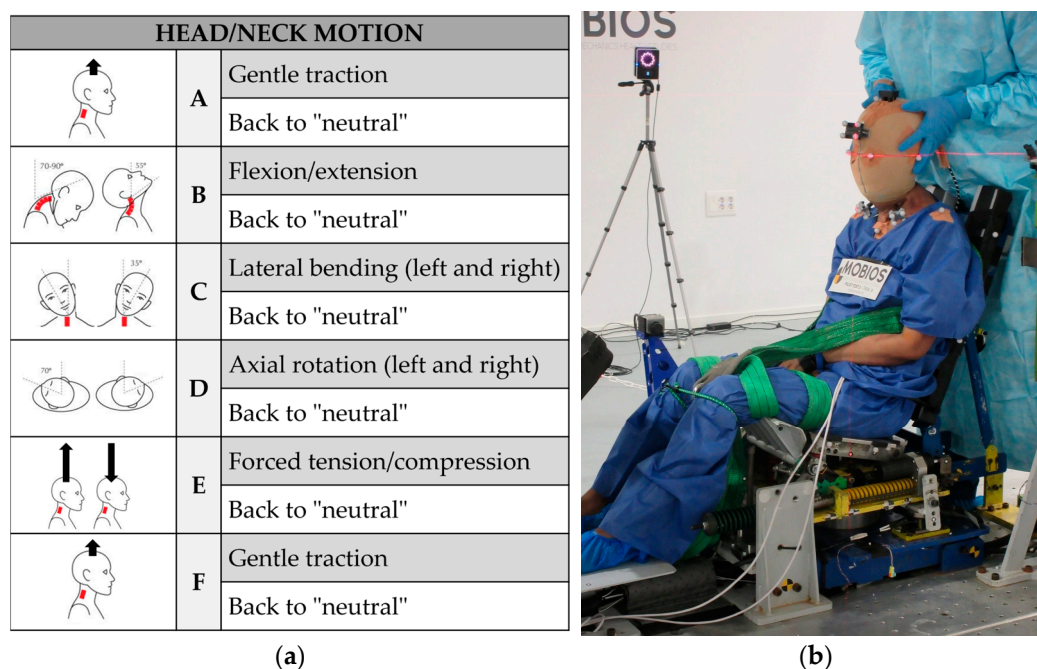 HEAD/NECK MOTION
A
Gentle traction
Back to "neutral"
70-90°
55°
B
Flexion/extension
Back to "neutral"
35°
C
Lateral bending (left and right)
Back to "neutral"
70°
D
Axial rotation (left and right)
Back to "neutral"
E
Forced tension/compression
Back to "neutral"
F
Gentle traction
Back to "neutral"
(a)
OBIOS
MOBIOS
(b)